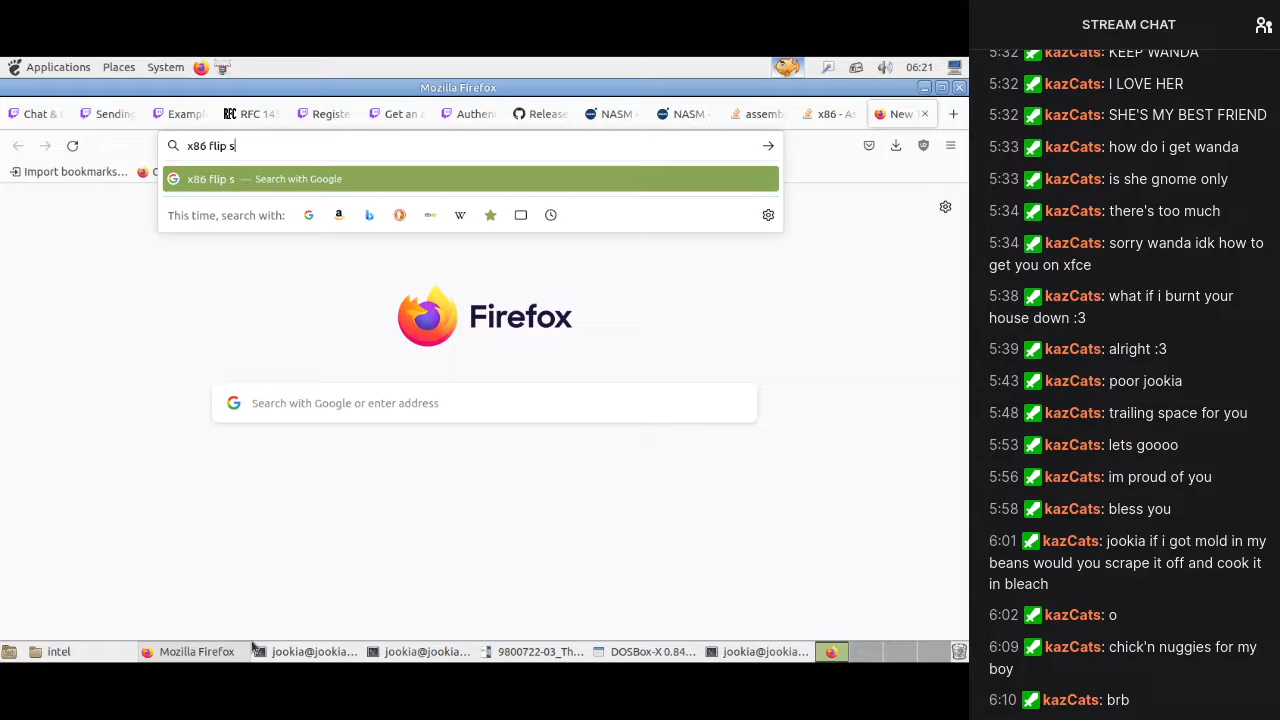 STREAM CHAT
Applications Places System 06:21
Mozilla Firefox
Chat & Sending Exampl RFC 145 Registe Get an a Authen Release NASM - NASM - assemb x86 - As New T
x86 flip s
Import bookmarks...
x86 flip s — Search with Google
This time, search with:
Firefox
Search with Google or enter address
intel Mozilla Firefox jookia@jookia... jookia@jookia... 9800722-03_Th... DOSBox-X 0.84... jookia@jookia...
5:32 kazCats: KEEP WANDA
5:32 kazCats: I LOVE HER
5:32 kazCats: SHE'S MY BEST FRIEND
5:33 kazCats: how do i get wanda
5:33 kazCats: is she gnome only
5:34 kazCats: there's too much
5:34 kazCats: sorry wanda idk how to
get you on xfce
5:38 kazCats: what if i burnt your
house down :3
5:39 kazCats: alright :3
5:43 kazCats: poor jookia
5:48 kazCats: trailing space for you
5:53 kazCats: lets goooo
5:56 kazCats: im proud of you
5:58 kazCats: bless you
6:01 kazCats: jookia if i got mold in my
beans would you scrape it off and cook it
in bleach
6:02 kazCats: o
6:09 kazCats: chick'n nuggies for my
boy
6:10 kazCats: brb